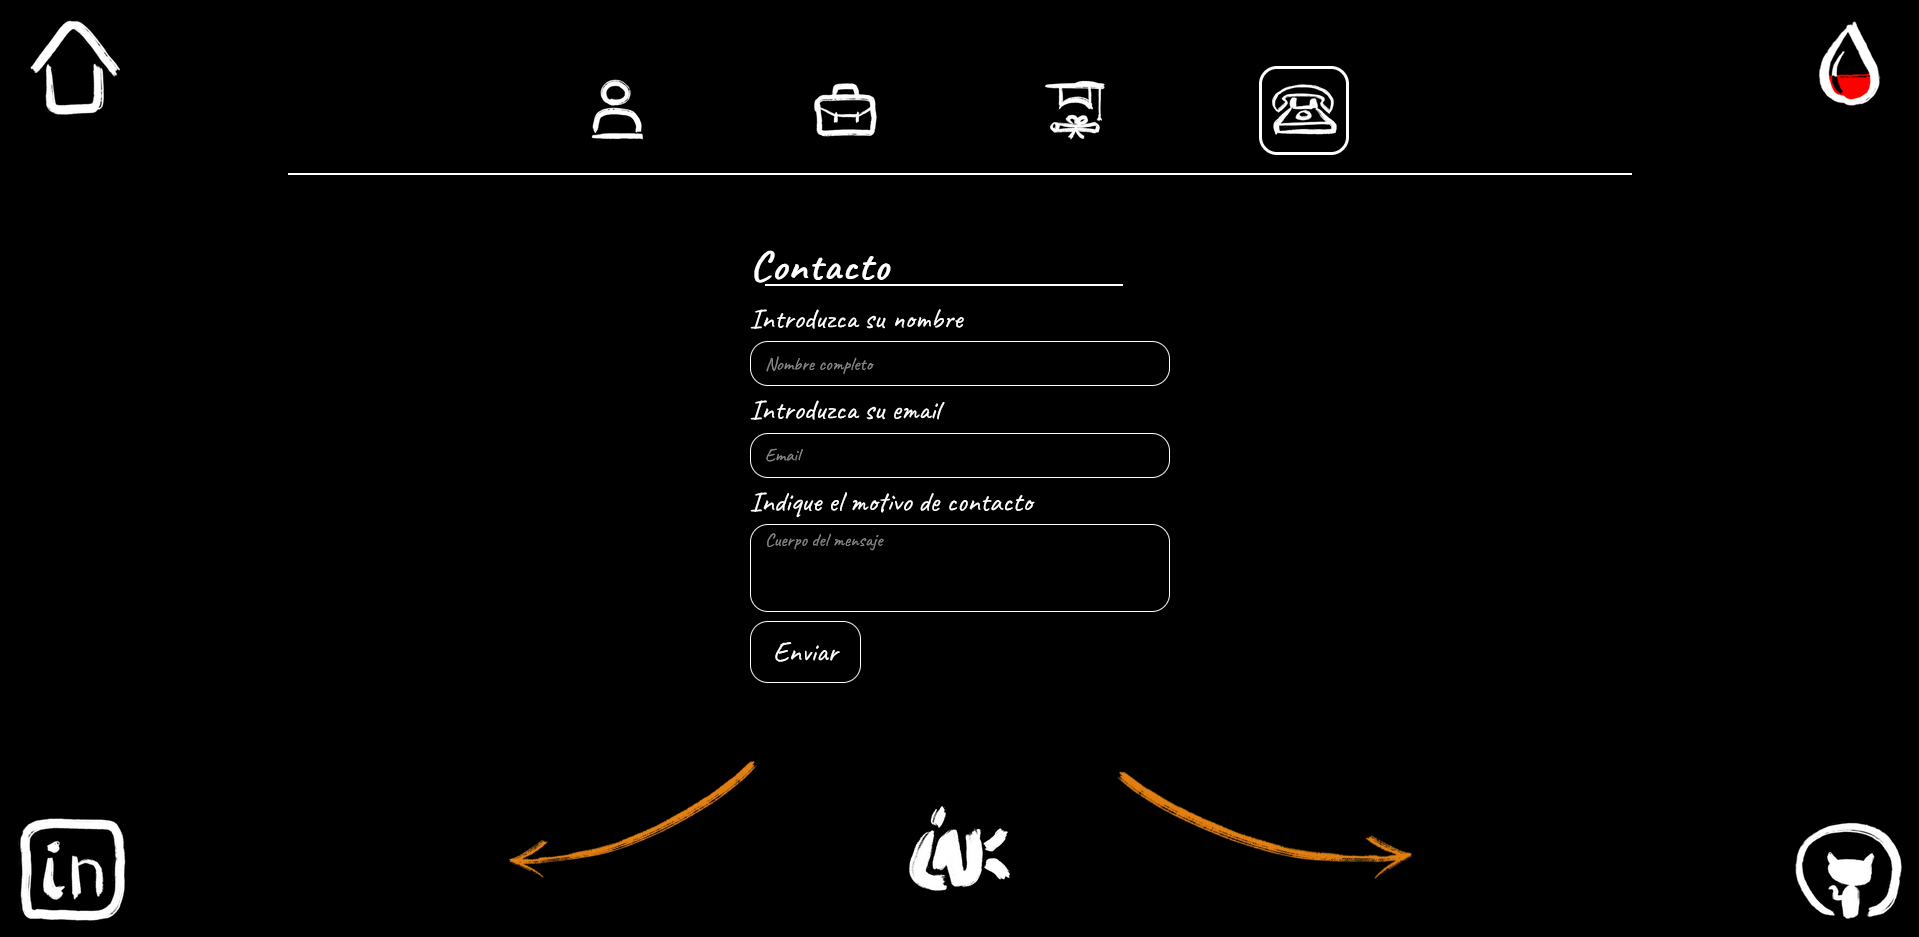 Contacto
Introduzca su nombre
Nombre completo
Introduzca su email
Email
Indique el motivo de contacto
Cuerpo del mensaje
Enviar
in
ink